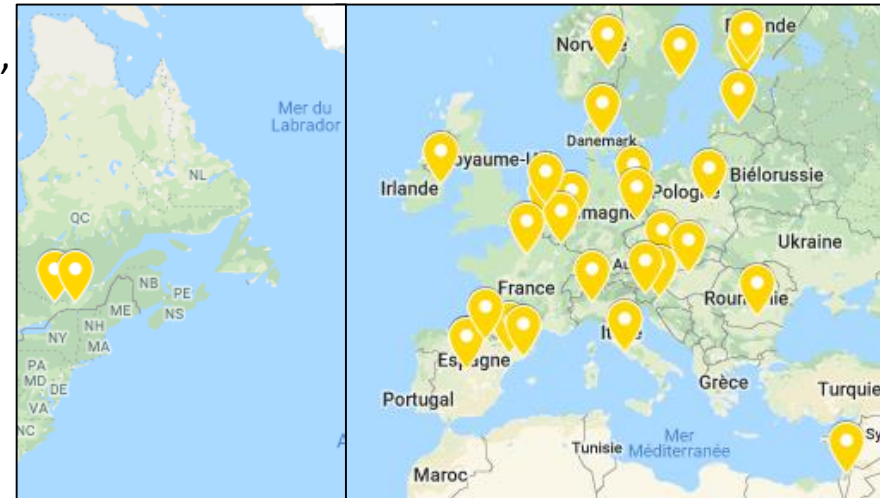 ,
Mer du
Labrador
NL
QC
NB
PE
ME
NS
NH
NY
MA
PA
MD
DE
VA
NC
Danemark
Irlande
Pologne
Biélorussie
Ukraine
France
Espagne
Portugal
Grèce
Turquie
Mer
Méditerranée
Tunisie
Maroc